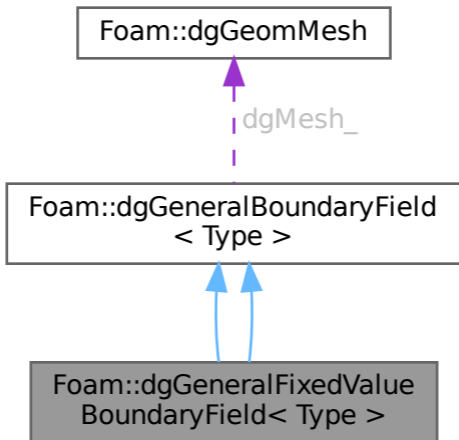 Foam::dgGeomMesh
dgMesh_
Foam::dgGeneralBoundaryField
< Type >
Foam::dgGeneralFixedValue
BoundaryField< Type >